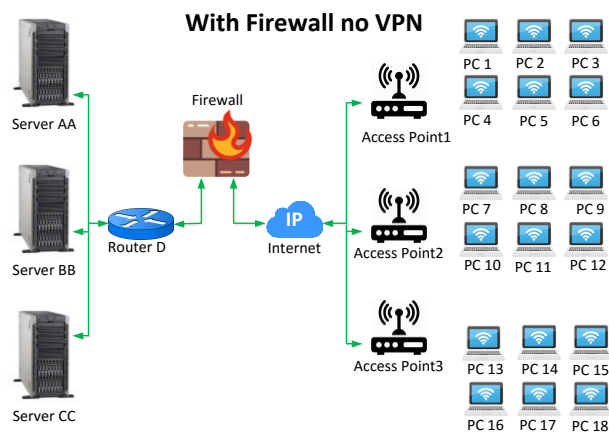 With Firewall no VPN
PC 1 PC 2 PC 3
Firewall
Server AA
Access Point1
PC 4 PC 5 PC 6
IP
Server BB
Router D
Internet
Access Point2
PC 7 PC 8 PC 9
PC 10 PC 11 PC 12
Server CC
Access Point3
PC 13 PC 14 PC 15
PC 16 PC 17 PC 18